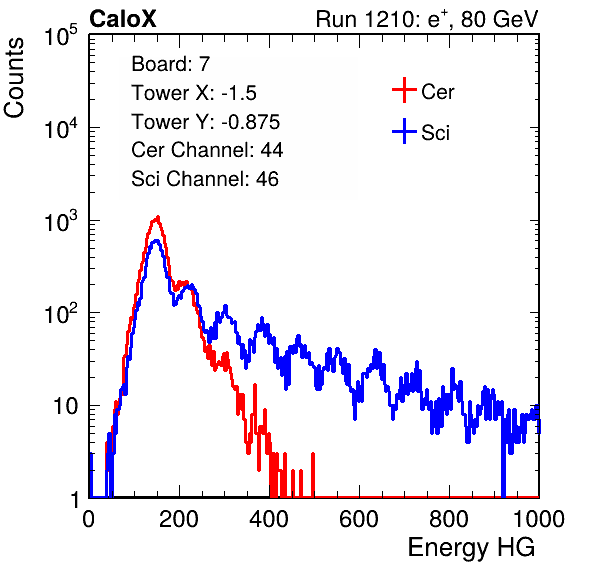 CaloX Run 1210: e⁺, 80 GeV
Counts
10⁵
10⁴
10³
10²
10
1
Board: 7
Tower X: -1.5
Tower Y: -0.875
Cer Channel: 44
Sci Channel: 46
Cer
Sci
0 200 400 600 800 1000
Energy HG